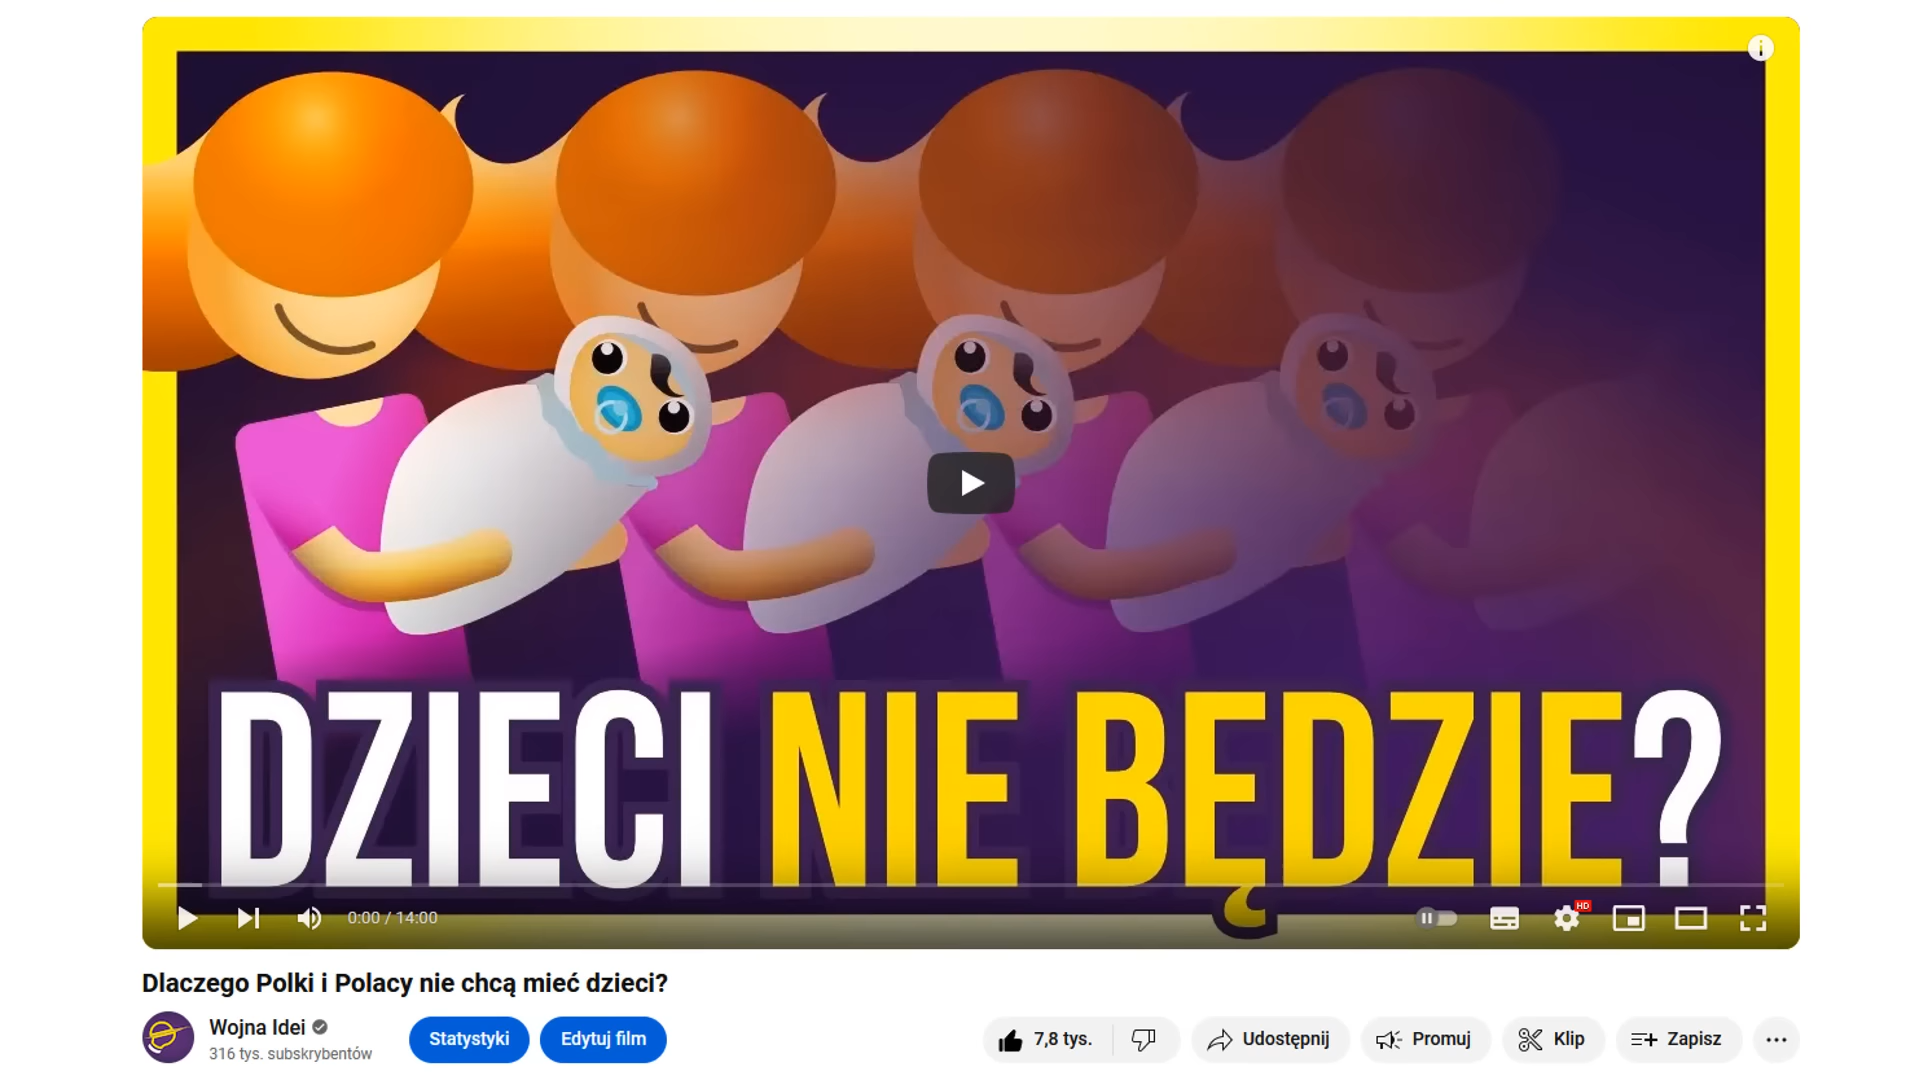 DZIECI NIE BĘDZIE?
0:00 / 14:00
HD
Dlaczego Polki i Polacy nie chcą mieć dzieci?
Wojna Idei
316 tys. subskrybentów
Statystyki
Edytuj film
7,8 tys.
Udostępnij
Promuj
Klip
Zapisz